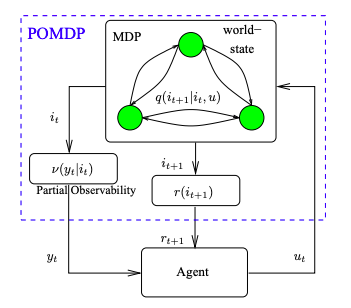 POMDP
MDP
world−
state
q(i_{t+1}|i_t, u)
i_t
i_{t+1}
ν(y_t|i_t)
Partial Observability
r(i_{t+1})
r_{t+1}
y_t
Agent
u_t